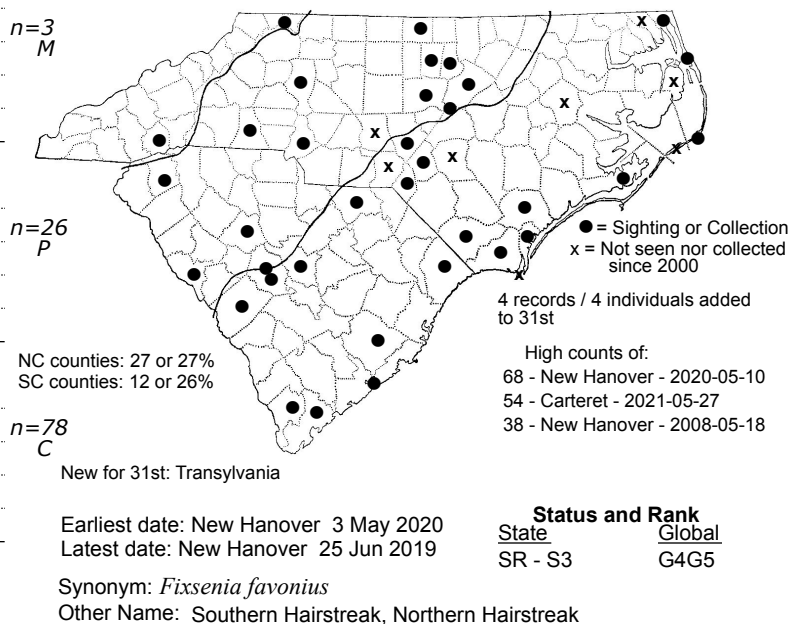 n=3
M
n=26
P
n=78
C
● = Sighting or Collection
x = Not seen nor collected
since 2000
4 records / 4 individuals added
to 31st
High counts of:
68 - New Hanover - 2020-05-10
54 - Carteret - 2021-05-27
38 - New Hanover - 2008-05-18
NC counties: 27 or 27%
SC counties: 12 or 26%
New for 31st: Transylvania
Earliest date: New Hanover 3 May 2020
Latest date: New Hanover 25 Jun 2019
Status and Rank
State Global
SR - S3 G4G5
Synonym: Fixsenia favonius
Other Name: Southern Hairstreak, Northern Hairstreak